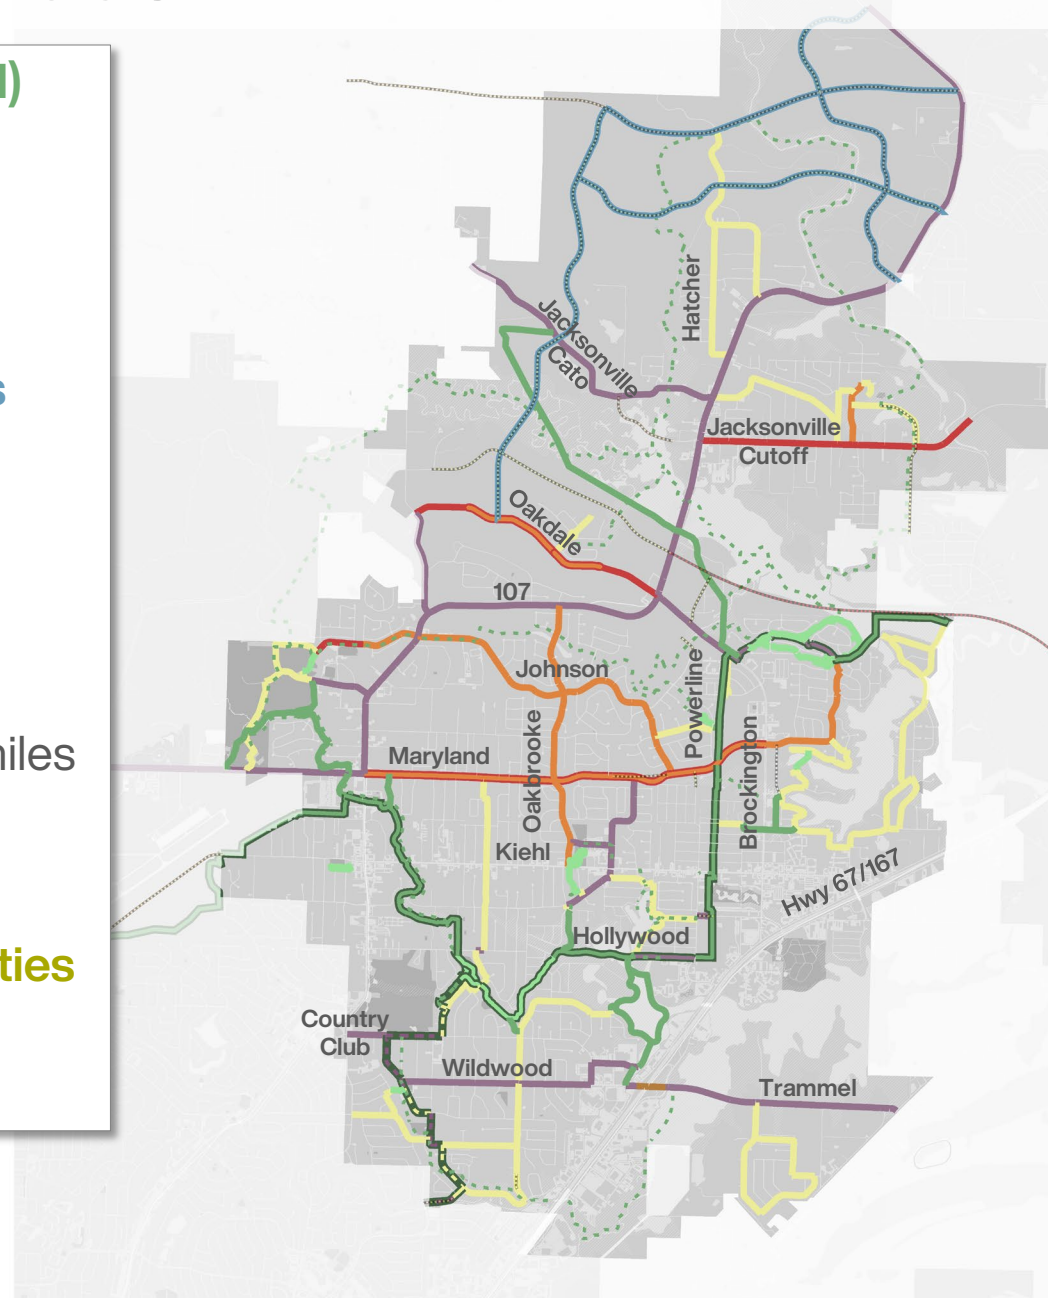 l)
s
niles
ties
Hatcher
Jacksonville
Cato
Jacksonville
Cutoff
Oakdale
107
Johnson
Powerline
Maryland
Oakbrooke
Brockington
Kiehl
Hwy 67/167
Hollywood
Country
Club
Wildwood
Trammel